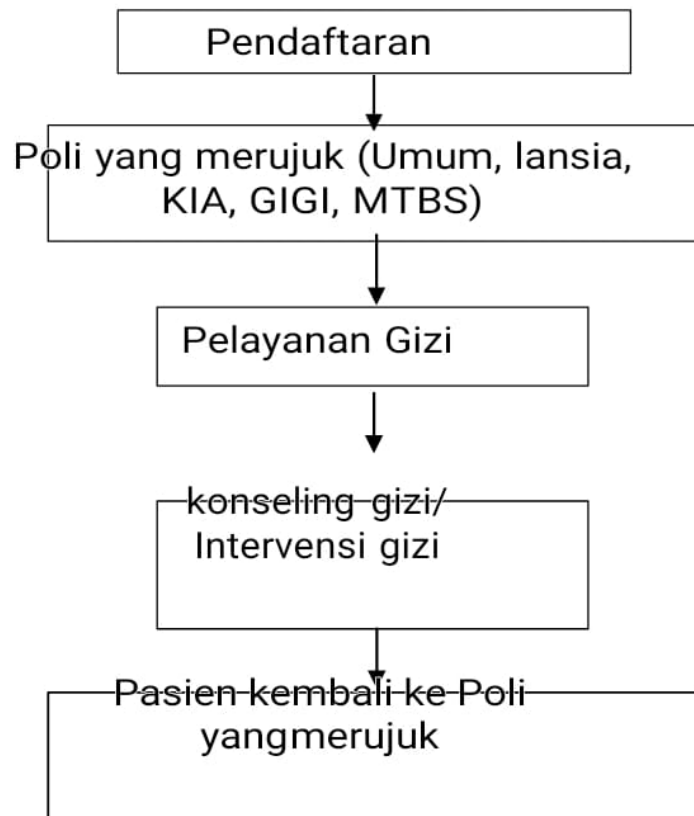 Pendaftaran
Poli yang merujuk (Umum, lansia,
KIA, GIGI, MTBS)
Pelayanan Gizi
konseling gizi/
Intervensi gizi
Pasien kembali ke Poli
yangmerujuk